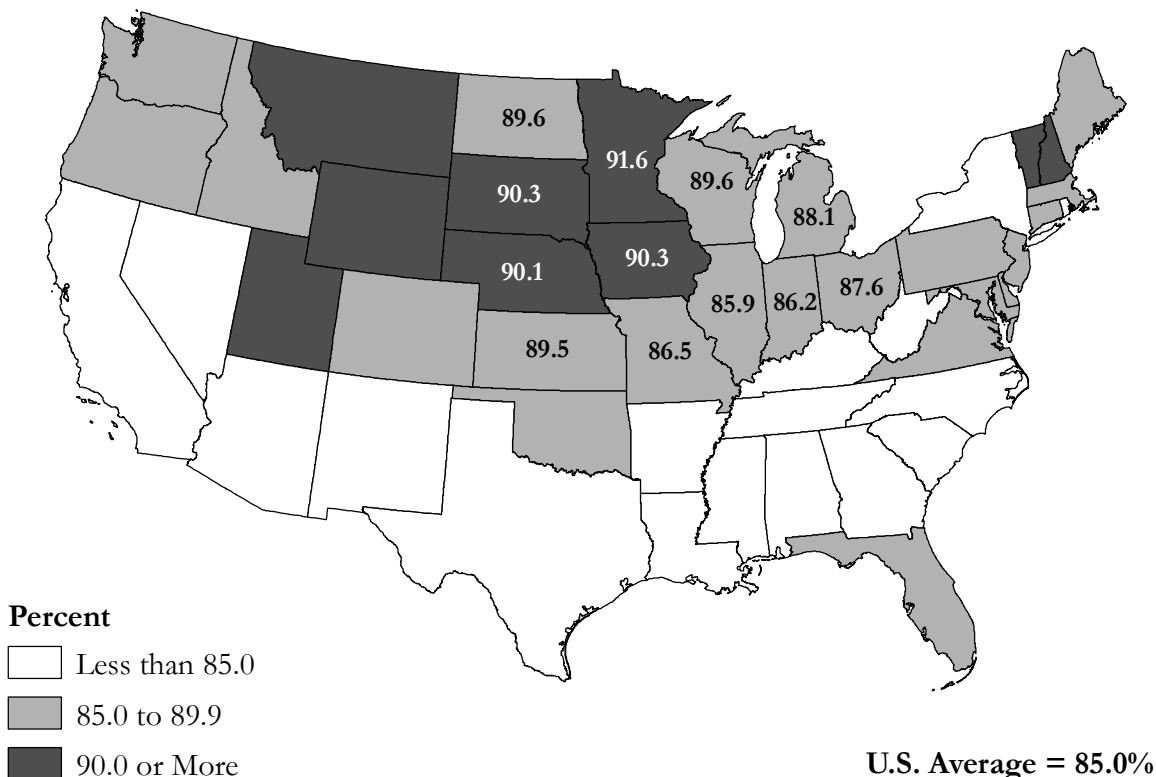 89.6
91.6
90.3
89.6
88.1
90.1
90.3
85.9
86.2
87.6
89.5
86.5
Percent
Less than 85.0
85.0 to 89.9
90.0 or More
U.S. Average = 85.0%